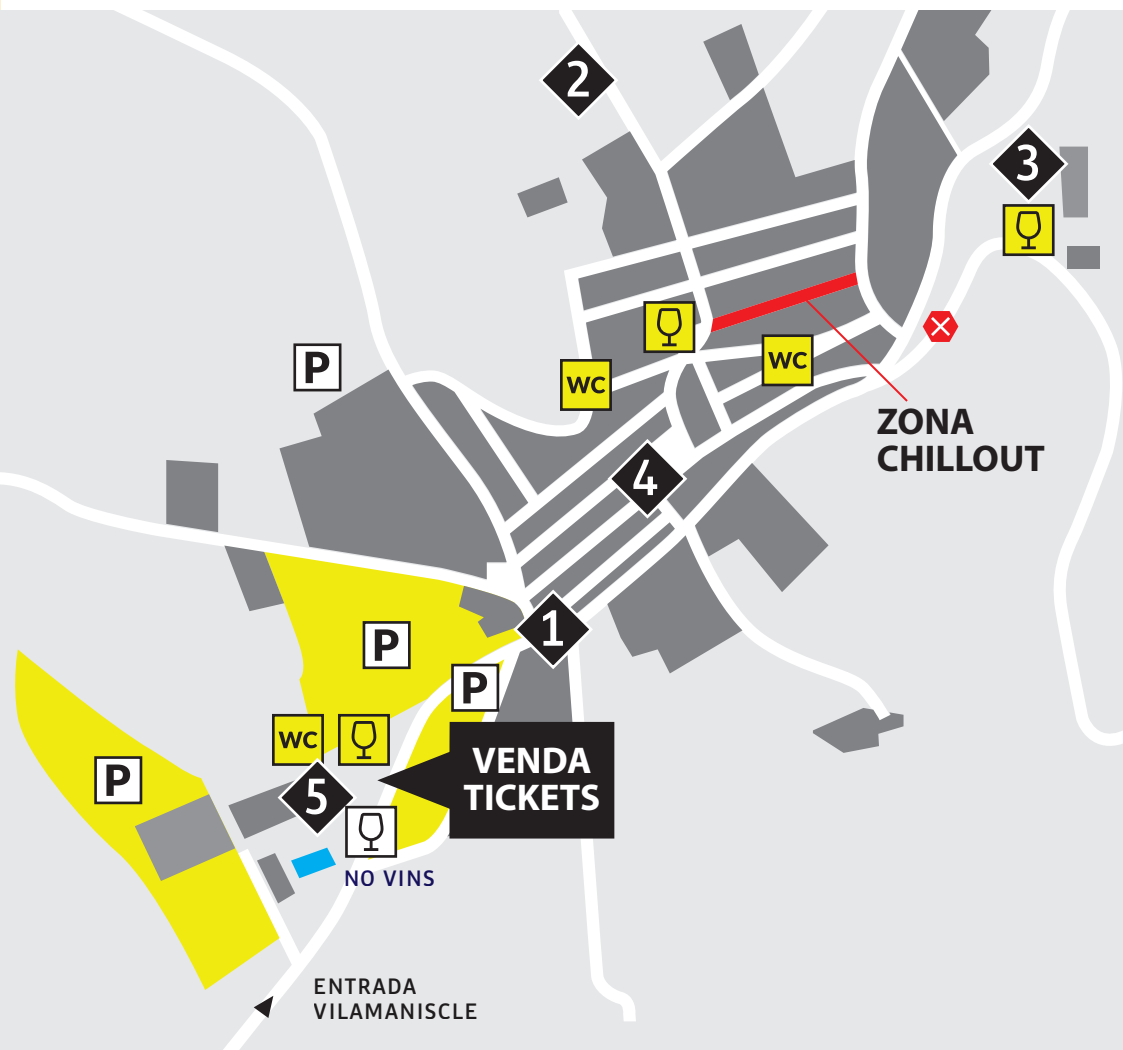 2
3
P
WC
WC
ZONA
CHILLOUT
4
1
P
P
WC
VENDA
TICKETS
P
5
NO VINS
ENTRADA
VILAMANISCLE